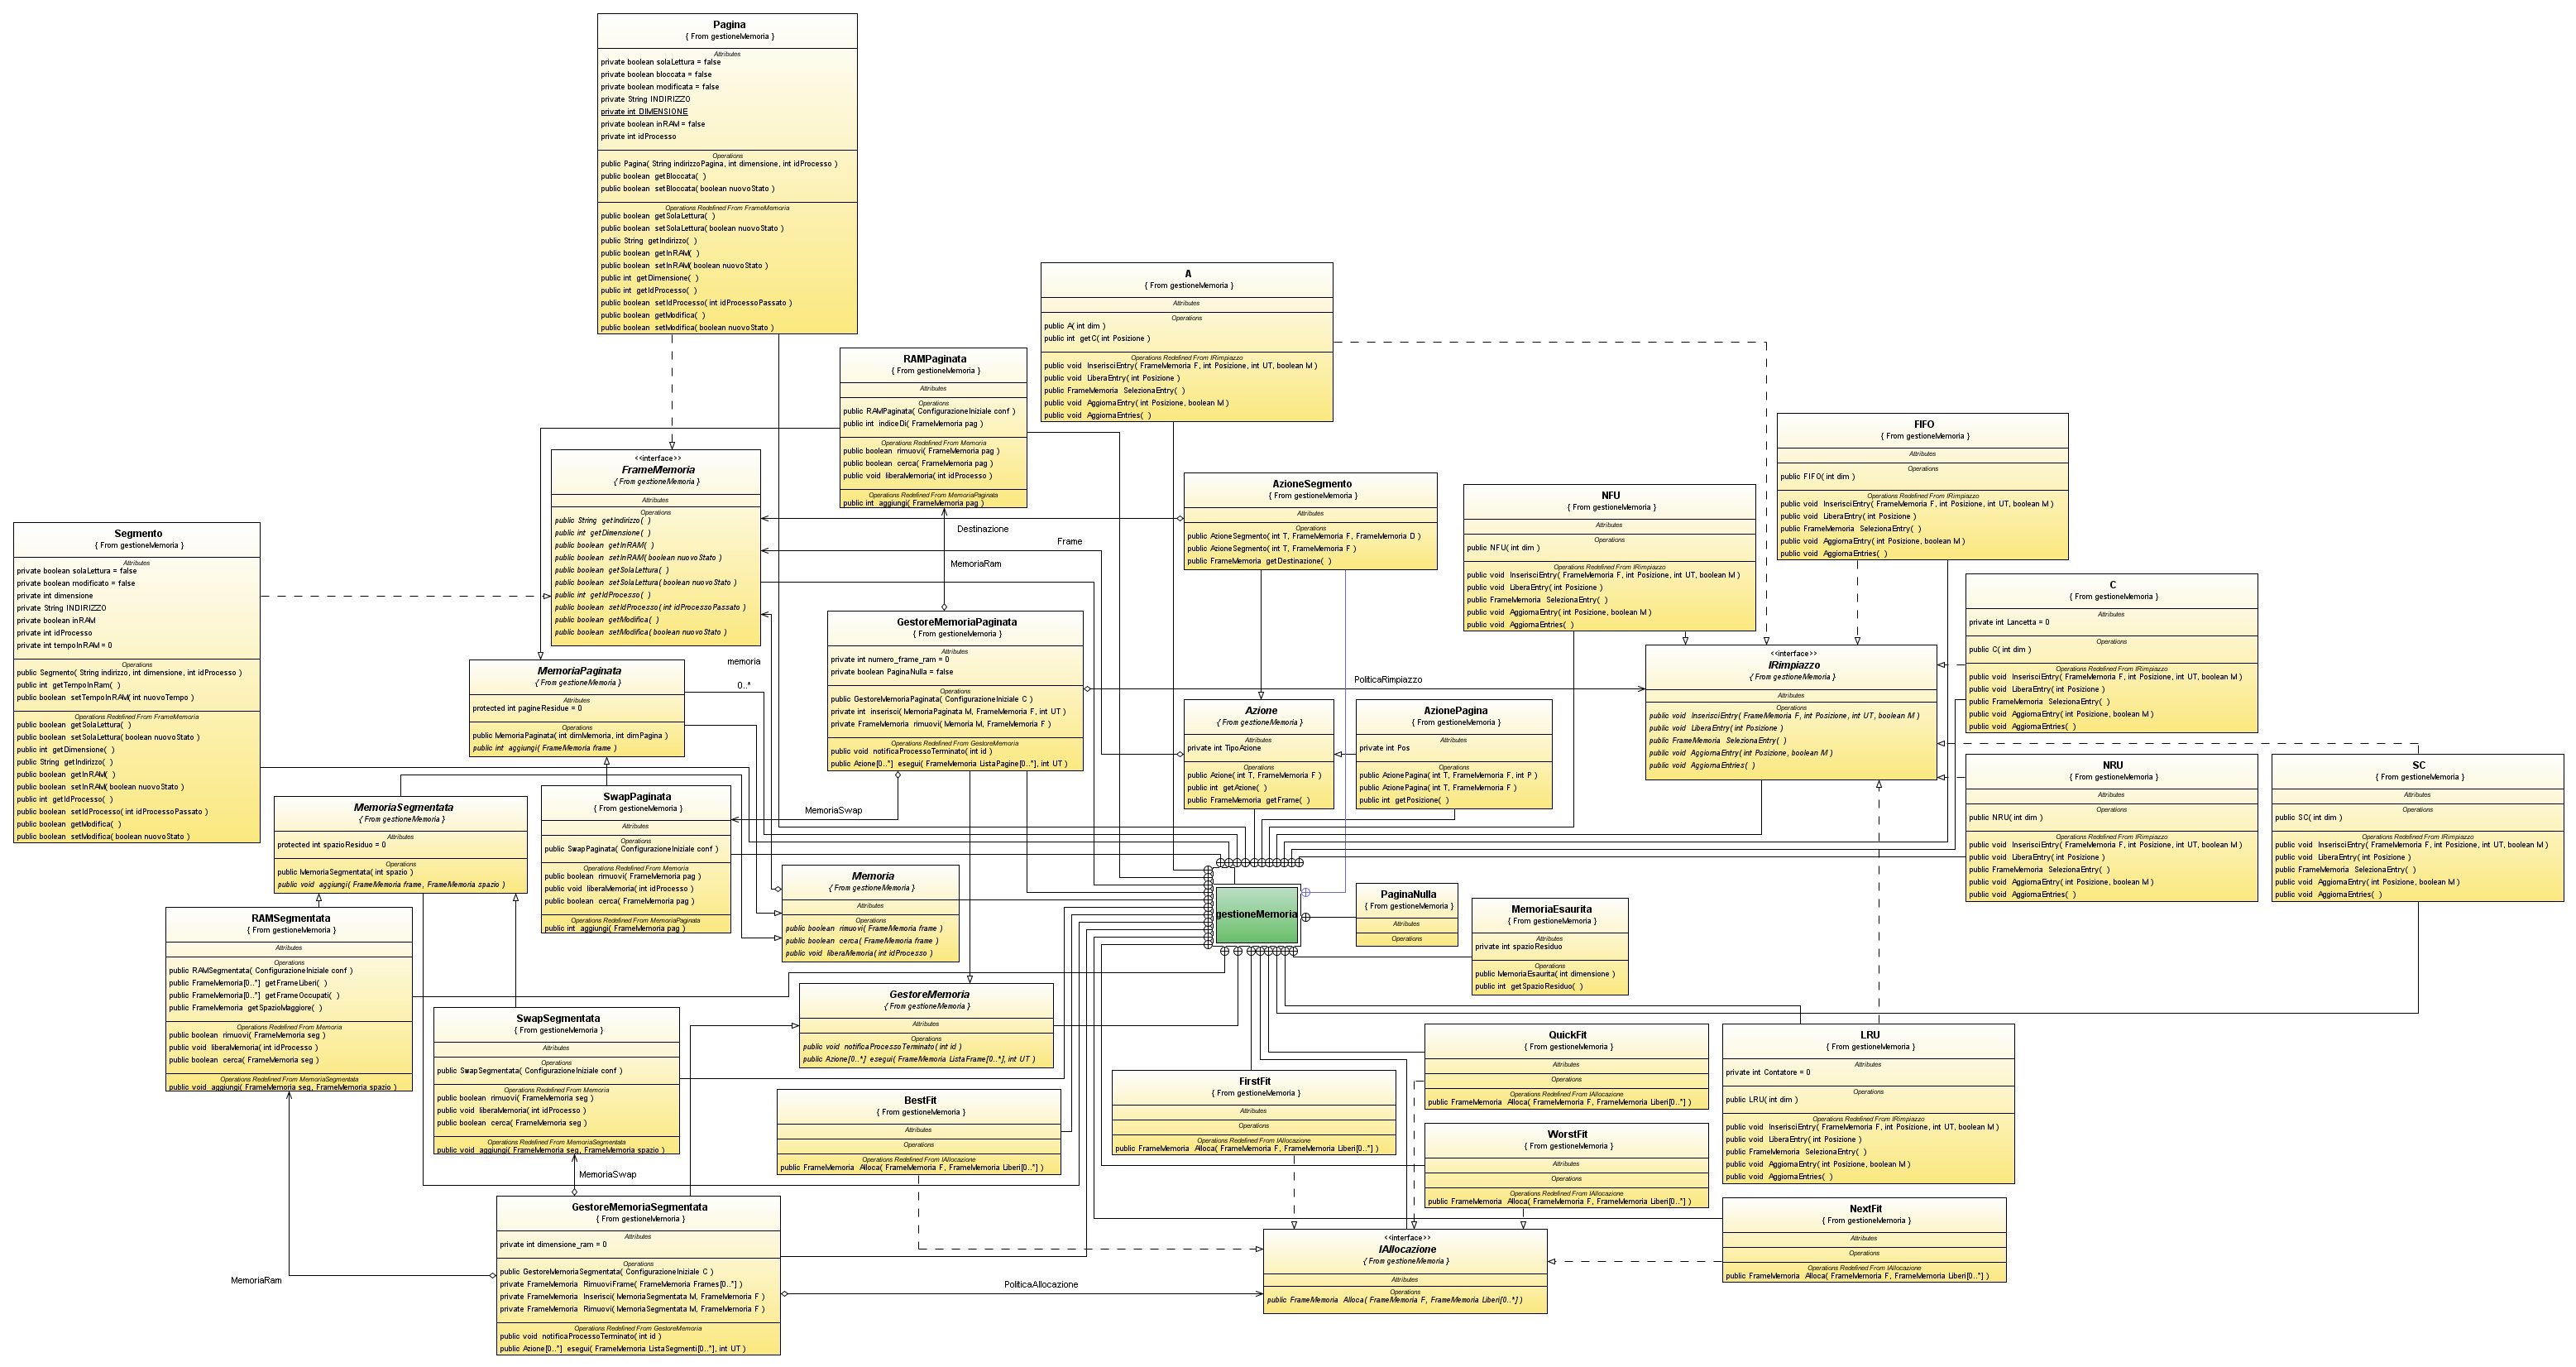 Pagina
{ From gestioneMemoria }
Attributes
private boolean solaLettura = false
private boolean bloccata = false
private boolean modificata = false
private String INDIRIZZO
private int DIMENSIONE
private boolean inRAM = false
private int idProcesso
Operations
public Pagina( String indirizzoPagina, int dimensione, int idProcesso )
public boolean getBloccata( )
public boolean setBloccata( boolean nuovoStato )
Operations Redefined From FrameMemoria
public boolean getSolaLettura( )
public boolean setSolaLettura( boolean nuovoStato )
public String getIndirizzo( )
public boolean getInRAM( )
public boolean setInRAM( boolean nuovoStato )
public int getDimensione( )
public int getIdProcesso( )
public boolean setIdProcesso( int idProcessoPassato )
public boolean getModifica( )
public boolean setModifica( boolean nuovoStato )
A
{ From gestioneMemoria }
Attributes
Operations
public A( int dim )
public int getC( int Posizione )
Operations Redefined From IRimpiazzo
public void InserisciEntry( FrameMemoria F, int Posizione, int UT, boolean M )
public void LiberaEntry( int Posizione )
public FrameMemoria SelezionaEntry( )
public void AggiornaEntry( int Posizione, boolean M )
public void AggiornaEntries( )
RAMPaginata
{ From gestioneMemoria }
Attributes
Operations
public RAMPaginata( ConfigurazioneIniziale conf )
public int indiceDi( FrameMemoria pag )
Operations Redefined From Memoria
public boolean rimuovi( FrameMemoria pag )
public boolean cerca( FrameMemoria pag )
public void liberaMemoria( int idProcesso )
Operations Redefined From MemoriaPaginata
public int aggiungi( FrameMemoria pag )
FIFO
{ From gestioneMemoria }
Attributes
Operations
public FIFO( int dim )
Operations Redefined From IRimpiazzo
public void InserisciEntry( FrameMemoria F, int Posizione, int UT, boolean M )
public void LiberaEntry( int Posizione )
public FrameMemoria SelezionaEntry( )
public void AggiornaEntry( int Posizione, boolean M )
public void AggiornaEntries( )
<<interface>>
FrameMemoria
{ From gestioneMemoria }
Attributes
Operations
public String getIndirizzo( )
public int getDimensione( )
public boolean getInRAM( )
public boolean setInRAM( boolean nuovoStato )
public boolean getSolaLettura( )
public boolean setSolaLettura( boolean nuovoStato )
public int getIdProcesso( )
public boolean setIdProcesso( int idProcessoPassato )
public boolean getModifica( )
public boolean setModifica( boolean nuovoStato )
AzioneSegmento
{ From gestioneMemoria }
Attributes
Operations
public AzioneSegmento( int T, FrameMemoria F, FrameMemoria D )
public AzioneSegmento( int T, FrameMemoria F )
public FrameMemoria getDestinazione( )
NFU
{ From gestioneMemoria }
Attributes
Operations
public NFU( int dim )
Operations Redefined From IRimpiazzo
public void InserisciEntry( FrameMemoria F, int Posizione, int UT, boolean M )
public void LiberaEntry( int Posizione )
public FrameMemoria SelezionaEntry( )
public void AggiornaEntry( int Posizione, boolean M )
public void AggiornaEntries( )
Destinazione
Frame
MemoriaRam
Segmento
{ From gestioneMemoria }
Attributes
private boolean solaLettura = false
private boolean modificato = false
private int dimensione
private String INDIRIZZO
private boolean inRAM
private int idProcesso
private int tempoInRAM = 0
Operations
public Segmento( String indirizzo, int dimensione, int idProcesso )
public int getTempoInRam( )
public boolean setTempoInRAM( int nuovoTempo )
Operations Redefined From FrameMemoria
public boolean getSolaLettura( )
public boolean setSolaLettura( boolean nuovoStato )
public int getDimensione( )
public String getIndirizzo( )
public boolean getInRAM( )
public boolean setInRAM( boolean nuovoStato )
public int getIdProcesso( )
public boolean setIdProcesso( int idProcessoPassato )
public boolean getModifica( )
public boolean setModifica( boolean nuovoStato )
C
{ From gestioneMemoria }
Attributes
private int Lancetta = 0
Operations
public C( int dim )
Operations Redefined From IRimpiazzo
public void InserisciEntry( FrameMemoria F, int Posizione, int UT, boolean M )
public void LiberaEntry( int Posizione )
public FrameMemoria SelezionaEntry( )
public void AggiornaEntry( int Posizione, boolean M )
public void AggiornaEntries( )
GestoreMemoriaPaginata
{ From gestioneMemoria }
Attributes
private int numero_frame_ram = 0
private boolean PaginaNulla = false
Operations
public GestoreMemoriaPaginata( ConfigurazioneIniziale C )
private int inserisci( MemoriaPaginata M, FrameMemoria F, int UT )
private FrameMemoria rimuovi( Memoria M, FrameMemoria F )
Operations Redefined From GestoreMemoria
public void notificaProcessoTerminato( int id )
public Azione[0..*] esegui( FrameMemoria ListaPagine[0..*], int UT )
memoria
0..*
PoliticaRimpiazzo
MemoriaPaginata
{ From gestioneMemoria }
Attributes
protected int pagineResidue = 0
Operations
public MemoriaPaginata( int dimMemoria, int dimPagina )
public int aggiungi( FrameMemoria frame )
<<interface>>
IRimpiazzo
{ From gestioneMemoria }
Attributes
Operations
public void InserisciEntry( FrameMemoria F, int Posizione, int UT, boolean M )
public void LiberaEntry( int Posizione )
public FrameMemoria SelezionaEntry( )
public void AggiornaEntry( int Posizione, boolean M )
public void AggiornaEntries( )
Azione
{ From gestioneMemoria }
Attributes
private int TipoAzione
Operations
public Azione( int T, FrameMemoria F )
public int getAzione( )
public FrameMemoria getFrame( )
AzionePagina
{ From gestioneMemoria }
Attributes
private int Pos
Operations
public AzionePagina( int T, FrameMemoria F, int P )
public AzionePagina( int T, FrameMemoria F )
public int getPosizione( )
NRU
{ From gestioneMemoria }
Attributes
Operations
public NRU( int dim )
Operations Redefined From IRimpiazzo
public void InserisciEntry( FrameMemoria F, int Posizione, int UT, boolean M )
public void LiberaEntry( int Posizione )
public FrameMemoria SelezionaEntry( )
public void AggiornaEntry( int Posizione, boolean M )
public void AggiornaEntries( )
SC
{ From gestioneMemoria }
Attributes
Operations
public SC( int dim )
Operations Redefined From IRimpiazzo
public void InserisciEntry( FrameMemoria F, int Posizione, int UT, boolean M )
public void LiberaEntry( int Posizione )
public FrameMemoria SelezionaEntry( )
public void AggiornaEntry( int Posizione, boolean M )
public void AggiornaEntries( )
MemoriaSegmentata
{ From gestioneMemoria }
Attributes
protected int spazioResiduo = 0
Operations
public MemoriaSegmentata( int spazio )
public void aggiungi( FrameMemoria frame, FrameMemoria spazio )
SwapPaginata
{ From gestioneMemoria }
Attributes
Operations
public SwapPaginata( ConfigurazioneIniziale conf )
Operations Redefined From Memoria
public boolean rimuovi( FrameMemoria pag )
public void liberaMemoria( int idProcesso )
public boolean cerca( FrameMemoria pag )
Operations Redefined From MemoriaPaginata
public int aggiungi( FrameMemoria pag )
MemoriaSwap
Memoria
{ From gestioneMemoria }
Attributes
Operations
public boolean rimuovi( FrameMemoria frame )
public boolean cerca( FrameMemoria frame )
public void liberaMemoria( int idProcesso )
gestioneMemoria
PaginaNulla
{ From gestioneMemoria }
Attributes
Operations
MemoriaEsaurita
{ From gestioneMemoria }
Attributes
private int spazioResiduo
Operations
public MemoriaEsaurita( int dimensione )
public int getSpazioResiduo( )
RAMSegmentata
{ From gestioneMemoria }
Attributes
Operations
public RAMSegmentata( ConfigurazioneIniziale conf )
public FrameMemoria[0..*] getFrameLiberi( )
public FrameMemoria[0..*] getFrameOccupati( )
public FrameMemoria getSpazioMaggiore( )
Operations Redefined From Memoria
public boolean rimuovi( FrameMemoria seg )
public void liberaMemoria( int idProcesso )
public boolean cerca( FrameMemoria seg )
Operations Redefined From MemoriaSegmentata
public void aggiungi( FrameMemoria seg, FrameMemoria spazio )
GestoreMemoria
{ From gestioneMemoria }
Attributes
Operations
public void notificaProcessoTerminato( int id )
public Azione[0..*] esegui( FrameMemoria ListaFrame[0..*], int UT )
SwapSegmentata
{ From gestioneMemoria }
Attributes
Operations
public SwapSegmentata( ConfigurazioneIniziale conf )
Operations Redefined From Memoria
public boolean rimuovi( FrameMemoria seg )
public void liberaMemoria( int idProcesso )
public boolean cerca( FrameMemoria seg )
Operations Redefined From MemoriaSegmentata
public void aggiungi( FrameMemoria seg, FrameMemoria spazio )
QuickFit
{ From gestioneMemoria }
Attributes
Operations
Operations Redefined From IAllocazione
public FrameMemoria Alloca( FrameMemoria F, FrameMemoria Liberi[0..*] )
LRU
{ From gestioneMemoria }
Attributes
private int Contatore = 0
Operations
public LRU( int dim )
Operations Redefined From IRimpiazzo
public void InserisciEntry( FrameMemoria F, int Posizione, int UT, boolean M )
public void LiberaEntry( int Posizione )
public FrameMemoria SelezionaEntry( )
public void AggiornaEntry( int Posizione, boolean M )
public void AggiornaEntries( )
FirstFit
{ From gestioneMemoria }
Attributes
Operations
Operations Redefined From IAllocazione
public FrameMemoria Alloca( FrameMemoria F, FrameMemoria Liberi[0..*] )
BestFit
{ From gestioneMemoria }
Attributes
Operations
Operations Redefined From IAllocazione
public FrameMemoria Alloca( FrameMemoria F, FrameMemoria Liberi[0..*] )
WorstFit
{ From gestioneMemoria }
Attributes
Operations
Operations Redefined From IAllocazione
public FrameMemoria Alloca( FrameMemoria F, FrameMemoria Liberi[0..*] )
MemoriaSwap
GestoreMemoriaSegmentata
{ From gestioneMemoria }
Attributes
private int dimensione_ram = 0
Operations
public GestoreMemoriaSegmentata( ConfigurazioneIniziale C )
private FrameMemoria RimuoviFrame( FrameMemoria Frames[0..*] )
private FrameMemoria Inserisci( MemoriaSegmentata M, FrameMemoria F )
private FrameMemoria Rimuovi( MemoriaSegmentata M, FrameMemoria F )
Operations Redefined From GestoreMemoria
public void notificaProcessoTerminato( int id )
public Azione[0..*] esegui( FrameMemoria ListaSegmenti[0..*], int UT )
MemoriaRam
PoliticaAllocazione
<<interface>>
IAllocazione
{ From gestioneMemoria }
Attributes
Operations
public FrameMemoria Alloca( FrameMemoria F, FrameMemoria Liberi[0..*] )
NextFit
{ From gestioneMemoria }
Attributes
Operations
Operations Redefined From IAllocazione
public FrameMemoria Alloca( FrameMemoria F, FrameMemoria Liberi[0..*] )